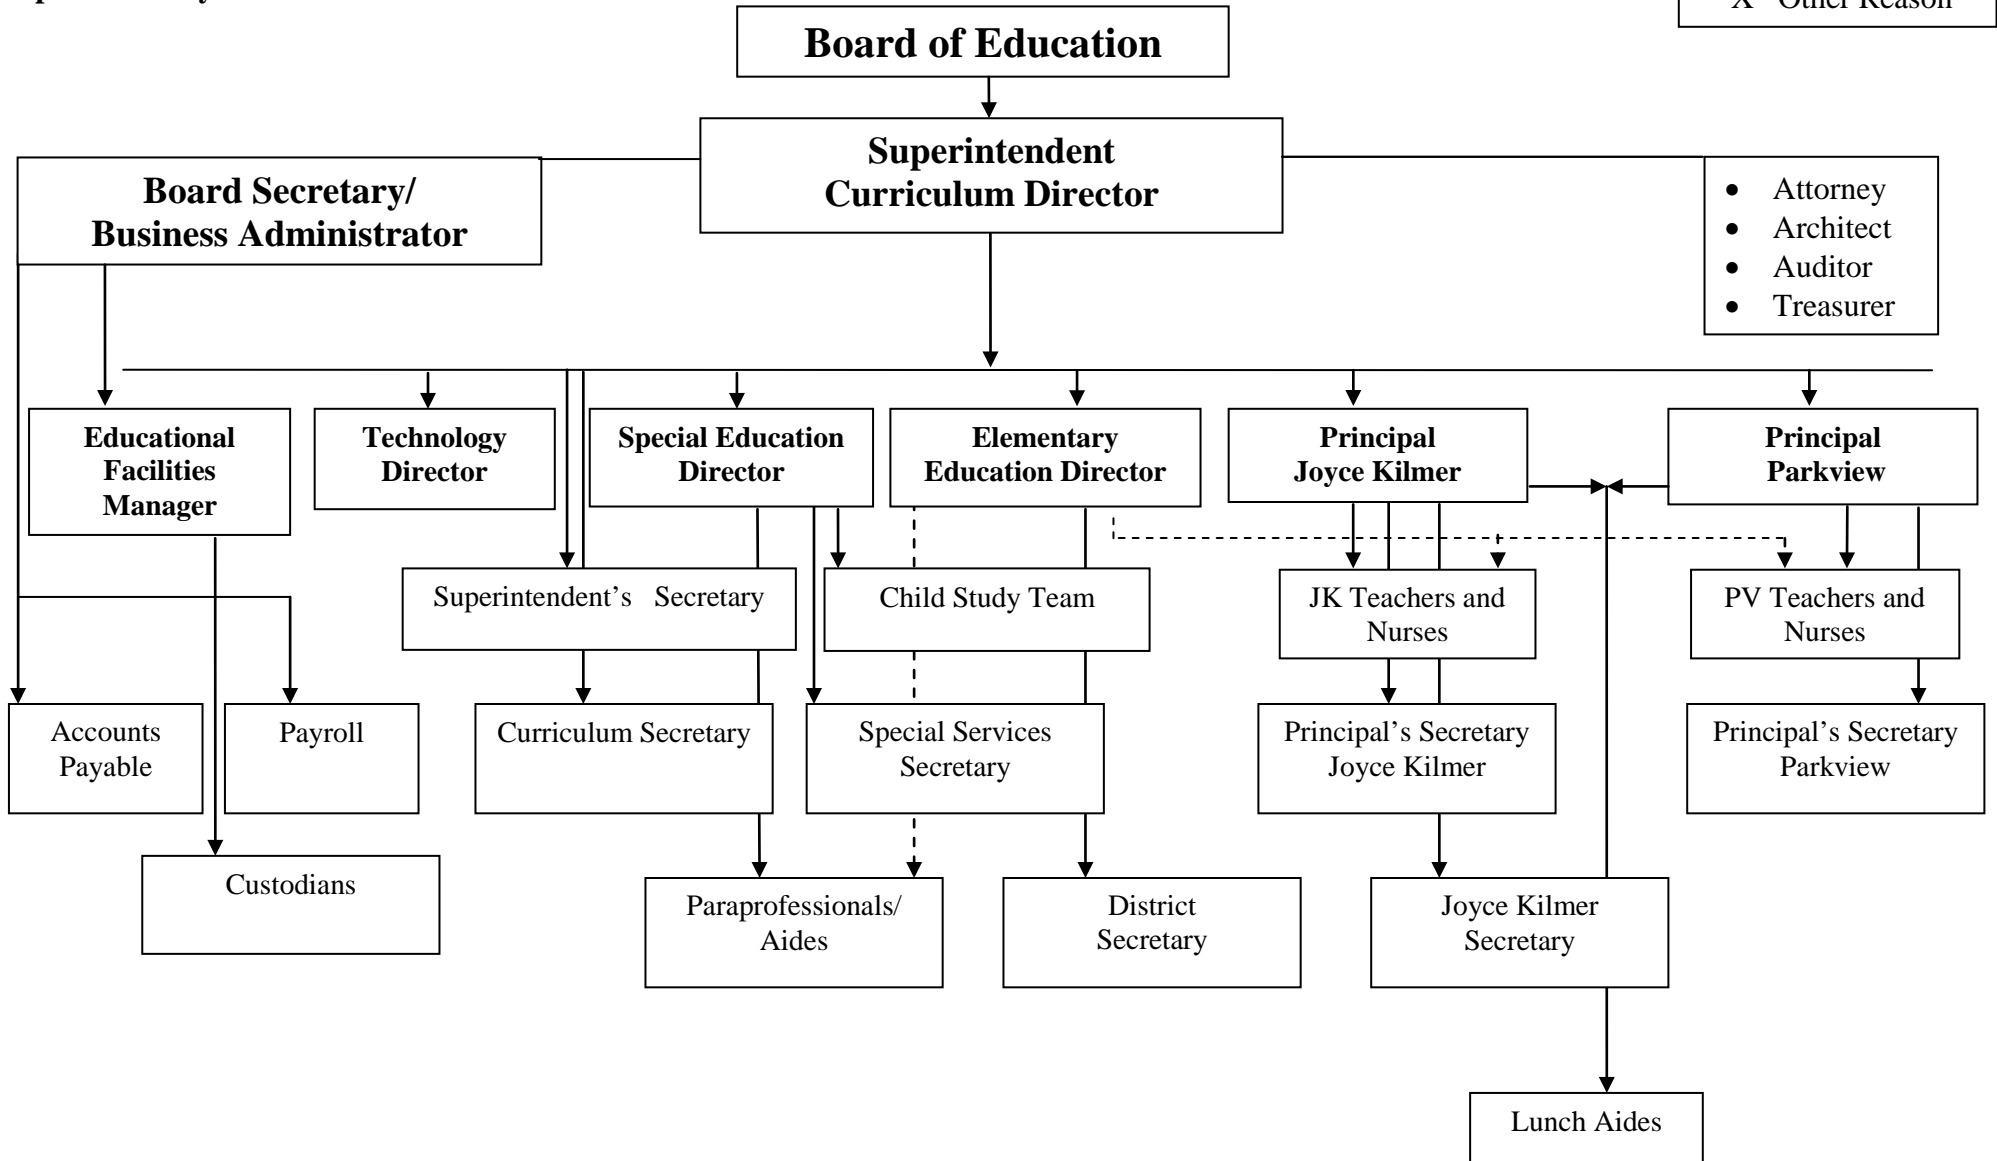 X Other Reason
Board of Education
Superintendent
Curriculum Director
Board Secretary/
Business Administrator
• Attorney
• Architect
• Auditor
• Treasurer
Educational
Facilities
Manager
Technology
Director
Special Education
Director
Elementary
Education Director
Principal
Joyce Kilmer
Principal
Parkview
Superintendent’s Secretary
Child Study Team
JK Teachers and
Nurses
PV Teachers and
Nurses
Accounts
Payable
Payroll
Curriculum Secretary
Special Services
Secretary
Principal’s Secretary
Joyce Kilmer
Principal’s Secretary
Parkview
Custodians
Paraprofessionals/
Aides
District
Secretary
Joyce Kilmer
Secretary
Lunch Aides